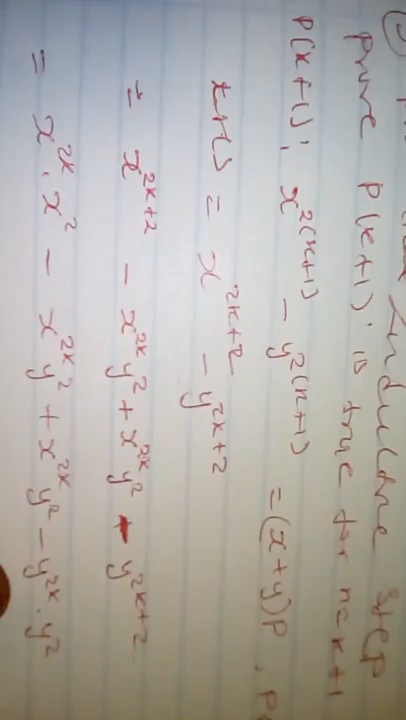 Inductive step
prove P(k+1) is true for n=k+1
P(k+1): x^{2(k+1)} - y^{2(k+1)} = (x+y)P.
LHS = x^{2k+2} - y^{2k+2}
= x^{2k+2} - x^{2k}y^2 + x^{2k}y^2 - y^{2k+2}
= x^{2k}.x^2 - x^{2k}y^2 + x^{2k}y^2 - y^{2k}.y^2